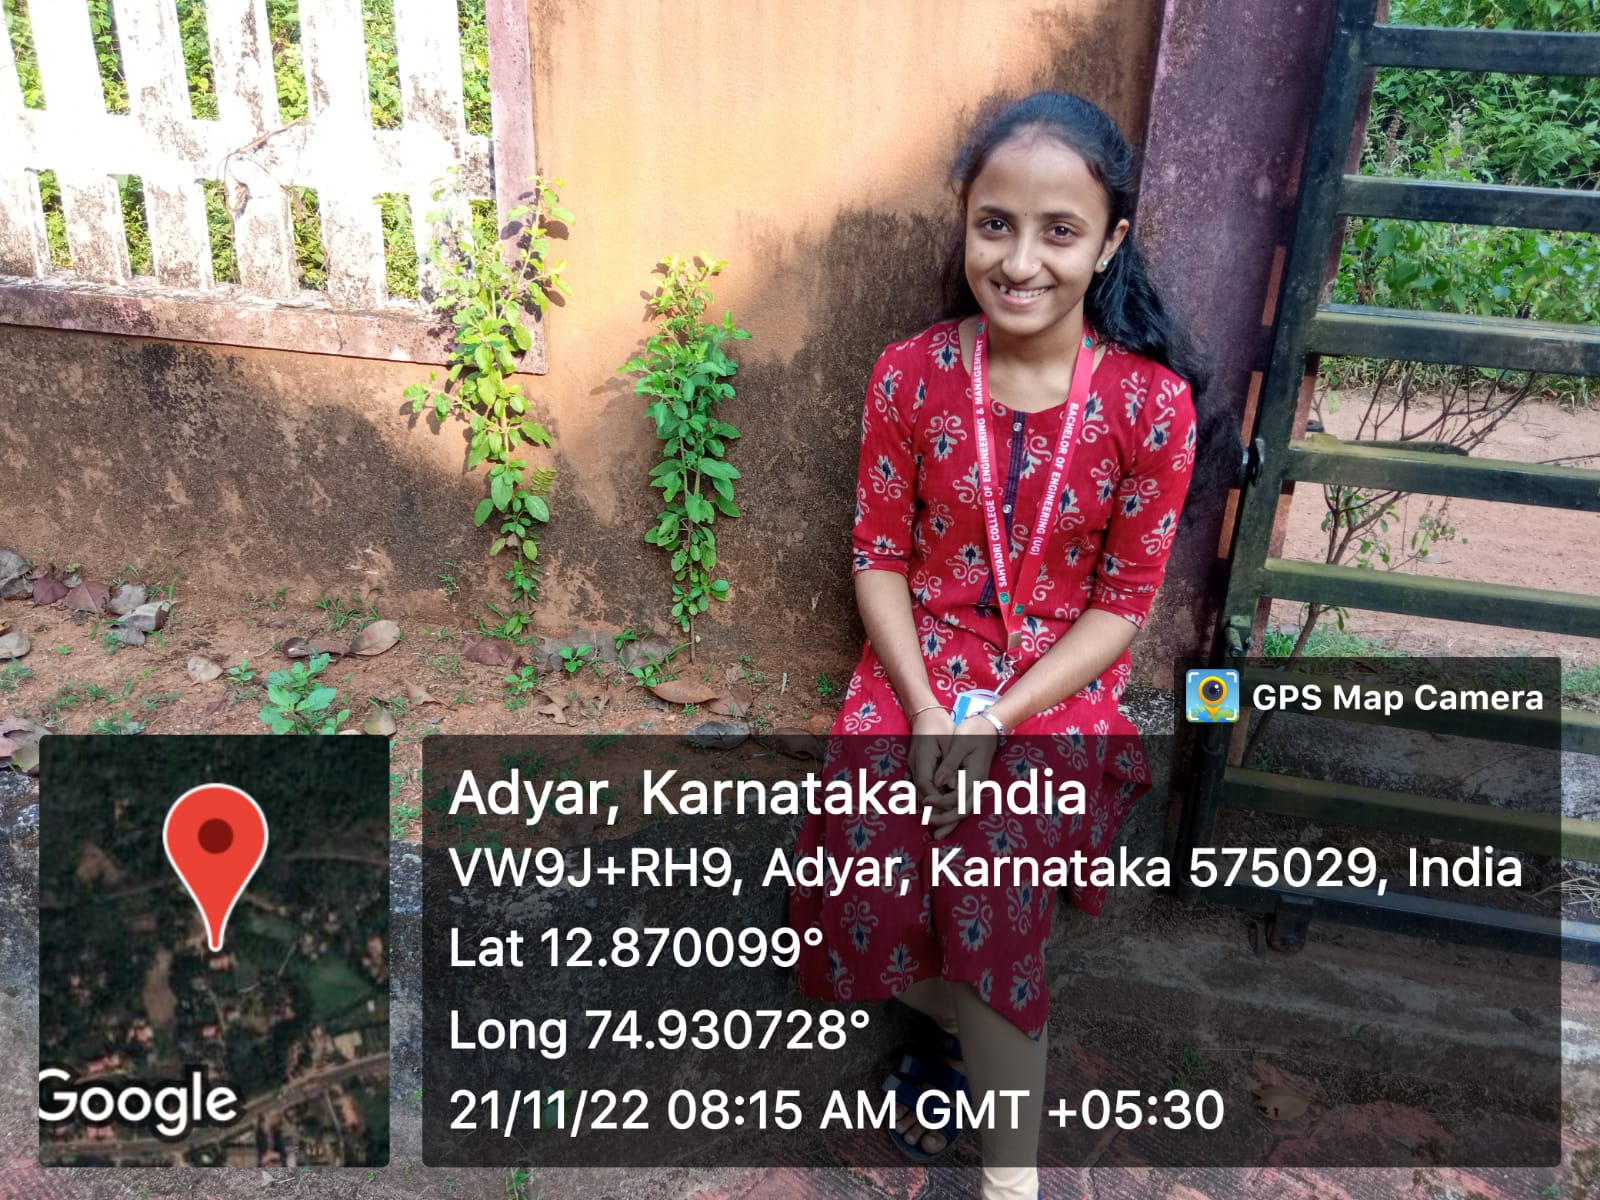 SAHYADRI COLLEGE OF ENGINEERING & MANAGEMENT
BACHELOR OF ENGINEERING (UG)
GPS Map Camera
Adyar, Karnataka, India
VW9J+RH9, Adyar, Karnataka 575029, India
Lat 12.870099°
Long 74.930728°
21/11/22 08:15 AM GMT +05:30
Google